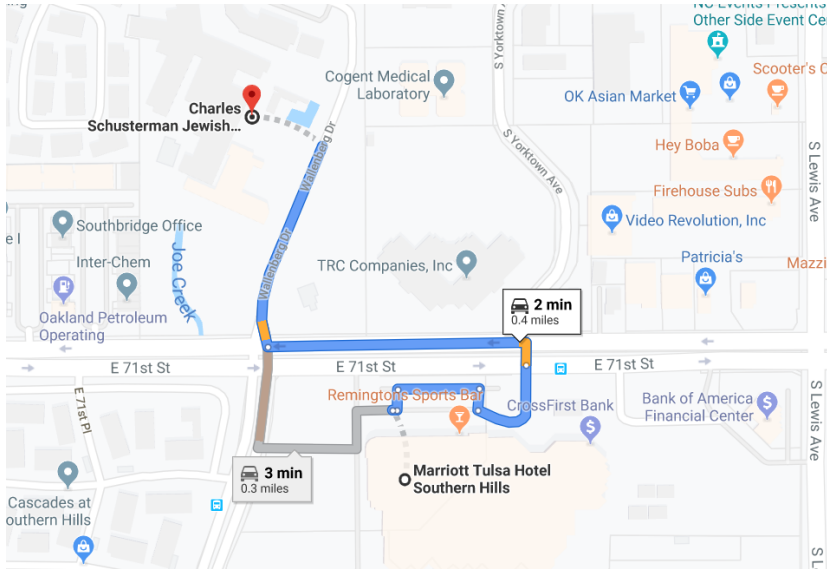 Other Side Event Ce
S Yorktown A
Scooter's C
Cogent Medical
Laboratory
OK Asian Market
Charles
Schusterman Jewish...
Wallenberg Dr
S Yorktown Ave
Hey Boba
S Lewis Ave
Firehouse Subs
Southbridge Office
Video Revolution, Inc
e I
Wallenberg Dr
Joe Creek
Inter-Chem
TRC Companies, Inc
Patricia's
Mazzi
Oakland Petroleum
Operating
2 min
0.4 miles
E 71st St
E 71st St
E 71st St
E 71st Pl
Remingtons Sports Bar
CrossFirst Bank
Bank of America
Financial Center
S Lewis Ave
3 min
0.3 miles
Marriott Tulsa Hotel
Southern Hills
Cascades at
outhern Hills
S L